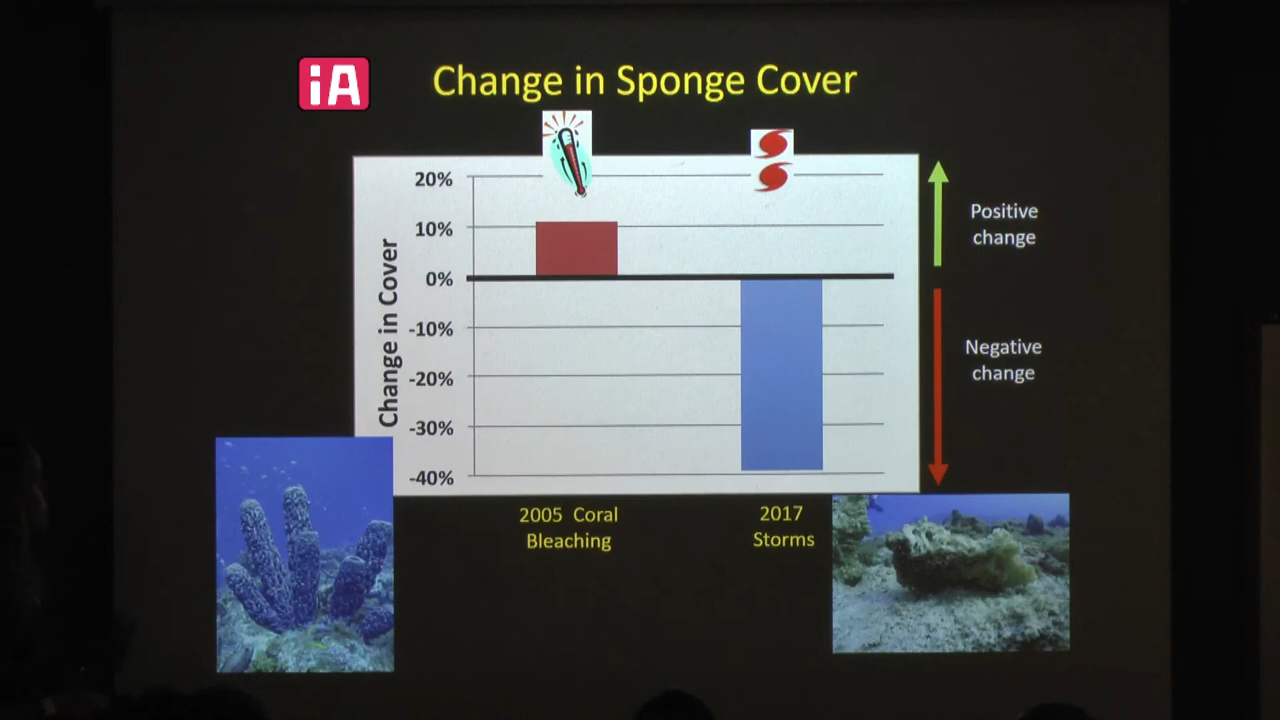 iA
Change in Sponge Cover
20%
10%
0%
-10%
-20%
-30%
-40%
Change in Cover
Positive
change
Negative
change
2005 Coral
Bleaching
2017
Storms